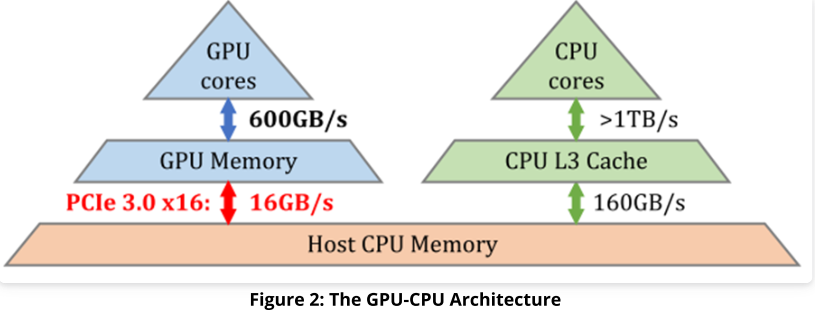 GPU
cores
CPU
cores
600GB/s
>1TB/s
GPU Memory
CPU L3 Cache
PCIe 3.0 x16: 16GB/s
160GB/s
Host CPU Memory
Figure 2: The GPU-CPU Architecture